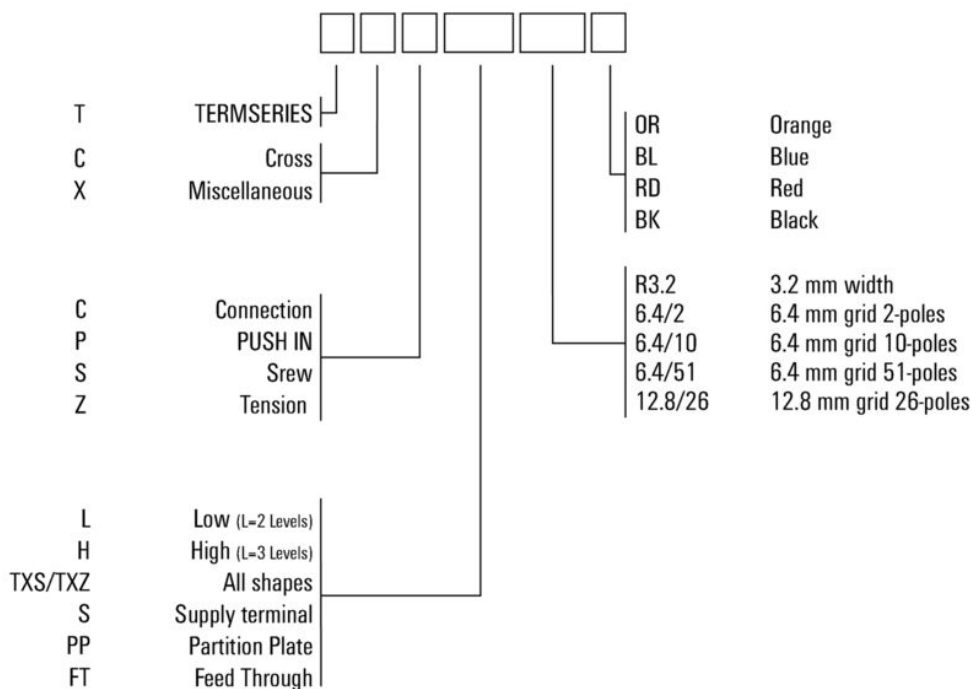 T TERMSERIES
C Cross
X Miscellaneous
C Connection
P PUSH IN
S Srew
Z Tension
L Low (L=2 Levels)
H High (L=3 Levels)
TXS/TXZ All shapes
S Supply terminal
PP Partition Plate
FT Feed Through
OR Orange
BL Blue
RD Red
BK Black
R3.2 3.2 mm width
6.4/2 6.4 mm grid 2-poles
6.4/10 6.4 mm grid 10-poles
6.4/51 6.4 mm grid 51-poles
12.8/26 12.8 mm grid 26-poles